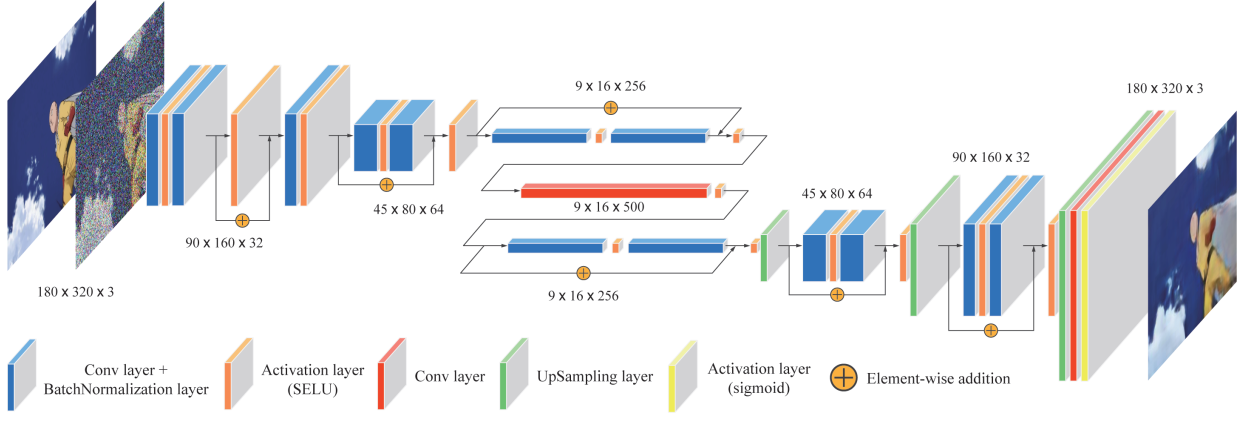 9 x 16 x 256
180 x 320 x 3
90 x 160 x 32
45 x 80 x 64
9 x 16 x 500
45 x 80 x 64
90 x 160 x 32
180 x 320 x 3
9 x 16 x 256
Conv layer +
BatchNormalization layer
Activation layer
(SELU)
Conv layer
UpSampling layer
Activation layer
(sigmoid)
Element-wise addition